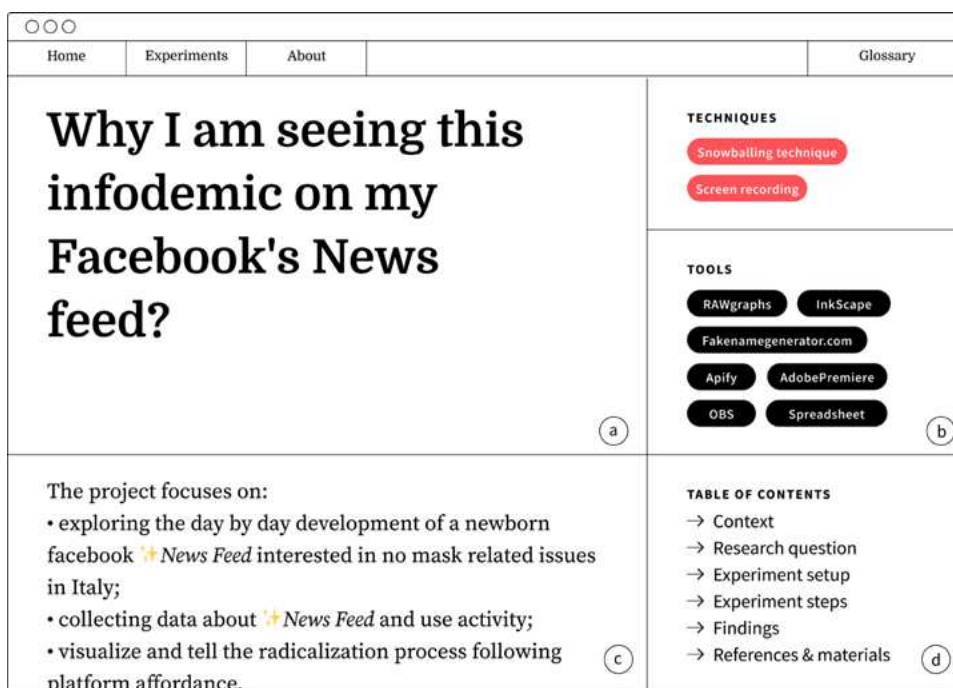 Home Experiments About Glossary
Why I am seeing this
infodemic on my
Facebook's News
feed?
a
TECHNIQUES
Snowballing technique
Screen recording
TOOLS
RAWgraphs InkScape
Fakenamegenerator.com
Apify AdobePremiere
OBS Spreadsheet
b
The project focuses on:
• exploring the day by day development of a newborn
facebook ✨News Feed interested in no mask related issues
in Italy;
• collecting data about ✨News Feed and use activity;
• visualize and tell the radicalization process following
platform affordance.
c
TABLE OF CONTENTS
→ Context
→ Research question
→ Experiment setup
→ Experiment steps
→ Findings
→ References & materials
d